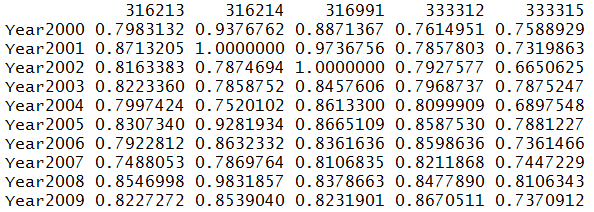 316213 316214 316991 333312 333315
Year2000 0.7983132 0.9376762 0.8871367 0.7614951 0.7588929
Year2001 0.8713205 1.0000000 0.9736756 0.7857803 0.7319863
Year2002 0.8163383 0.7874694 1.0000000 0.7927577 0.6650625
Year2003 0.8223360 0.7858752 0.8457606 0.7968737 0.7875247
Year2004 0.7997424 0.7520102 0.8613300 0.8099909 0.6897548
Year2005 0.8307340 0.9281934 0.8665109 0.8587530 0.7881227
Year2006 0.7922812 0.8632332 0.8361636 0.8598636 0.7361466
Year2007 0.7488053 0.7869764 0.8106835 0.8211868 0.7447229
Year2008 0.8546998 0.9831857 0.8378663 0.8477890 0.8106343
Year2009 0.8227272 0.8539040 0.8231901 0.8670511 0.7370912